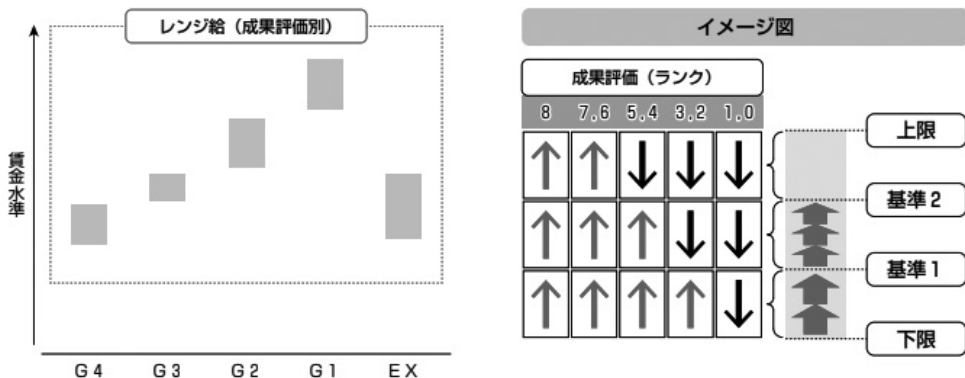 レンジ給（成果評価別）
賃金水準
G4 G3 G2 G1 EX
イメージ図
成果評価（ランク）
8 7,6 5,4 3,2 1,0
上限
基準2
基準1
下限